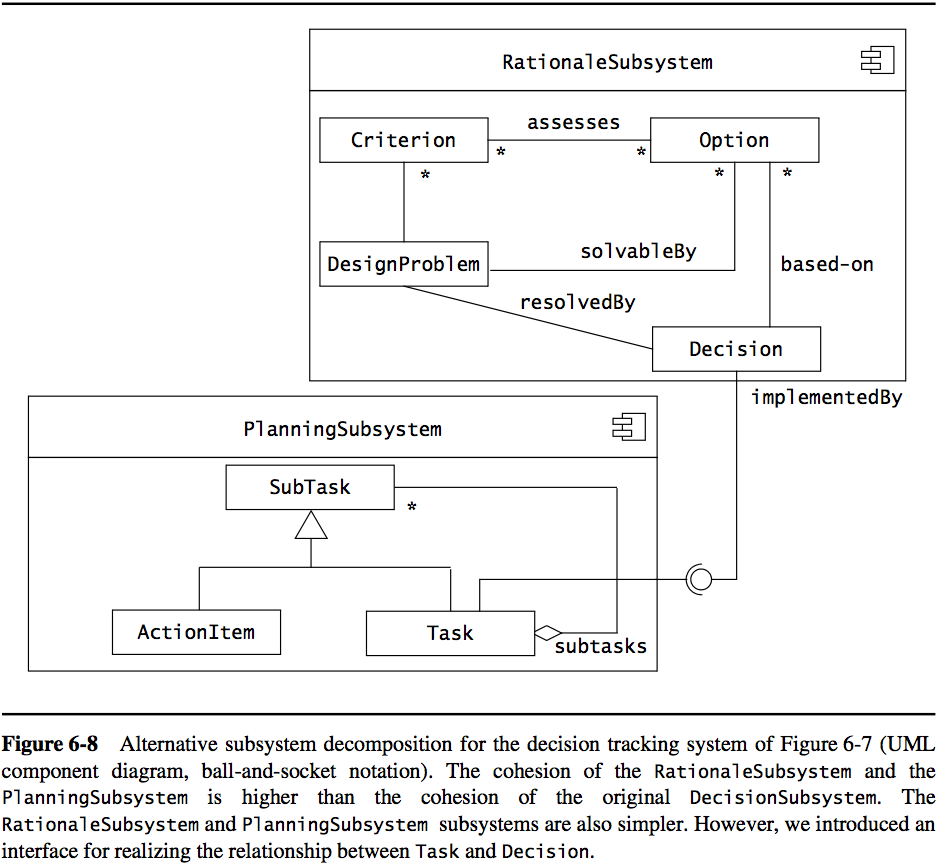 RationaleSubsystem
assesses
Criterion
Option
*
*
*
*
*
solvableBy
DesignProblem
based-on
resolvedBy
Decision
implementedBy
PlanningSubsystem
SubTask
*
ActionItem
Task
subtasks
Figure 6-8 Alternative subsystem decomposition for the decision tracking system of Figure 6-7 (UML
component diagram, ball-and-socket notation). The cohesion of the RationaleSubsystem and the
PlanningSubsystem is higher than the cohesion of the original DecisionSubsystem. The
RationaleSubsystem and PlanningSubsystem subsystems are also simpler. However, we introduced an
interface for realizing the relationship between Task and Decision.